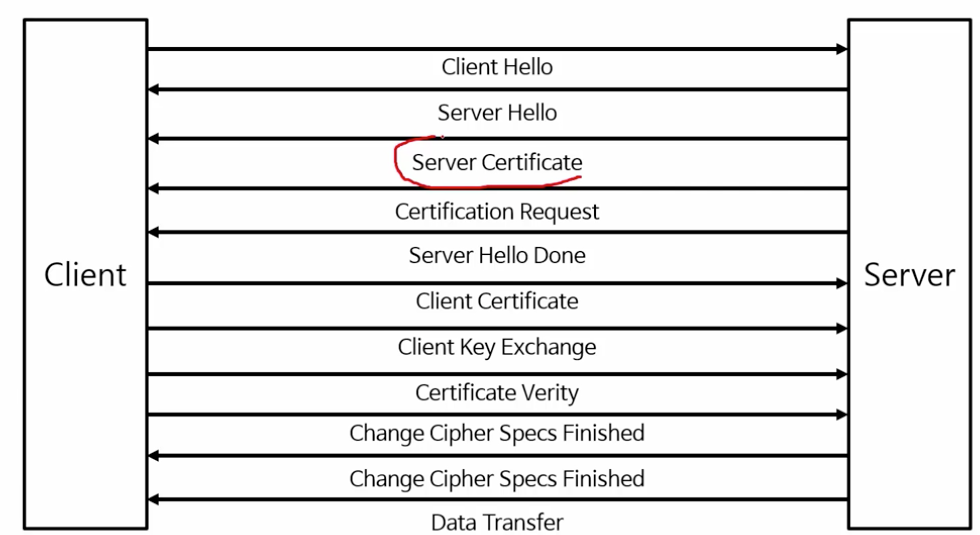 Client Hello
Server Hello
Server Certificate
Certification Request
Server Hello Done
Client
Server
Client Certificate
Client Key Exchange
Certificate Verity
Change Cipher Specs Finished
Change Cipher Specs Finished
Data Transfer